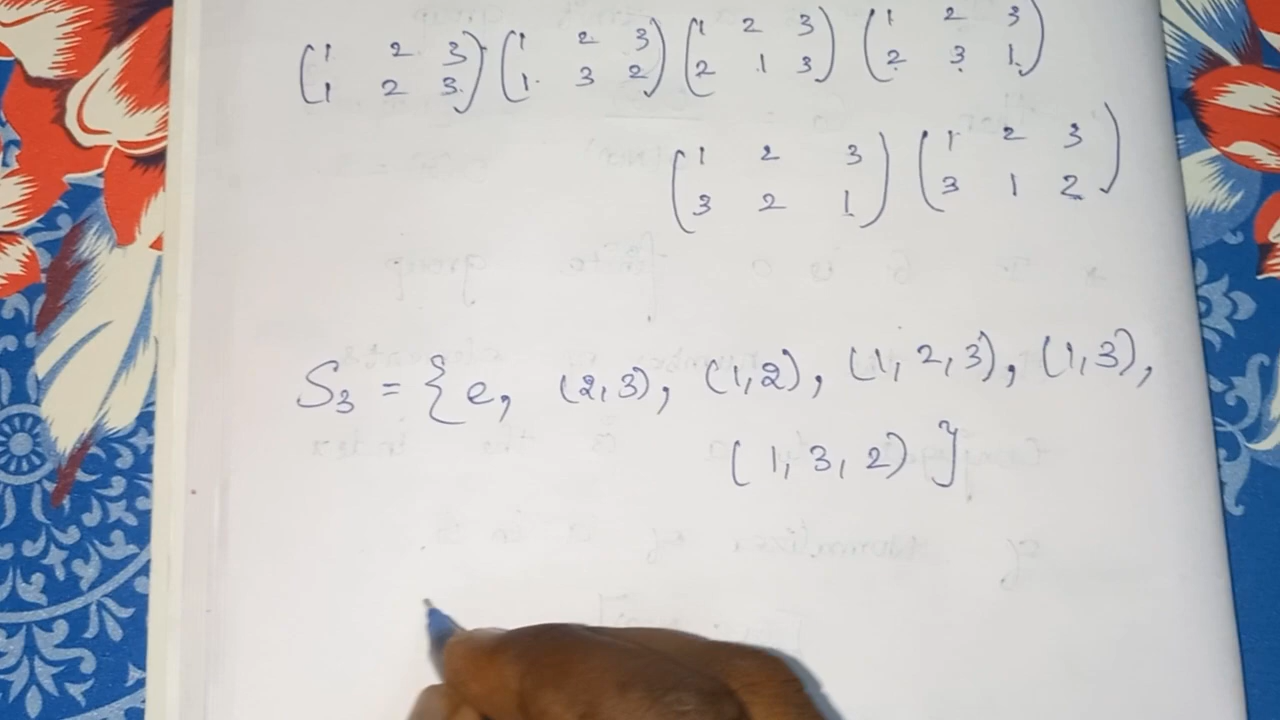 (1 2 3) (1 2 3) (1 2 3) (1 2 3)
(1 2 3) (1 3 2) (2 1 3) (2 3 1)
(1 2 3) (1 2 3)
(3 2 1) (3 1 2)
S₃ = {e, (2,3), (1,2), (1,2,3), (1,3),
(1,3,2)}